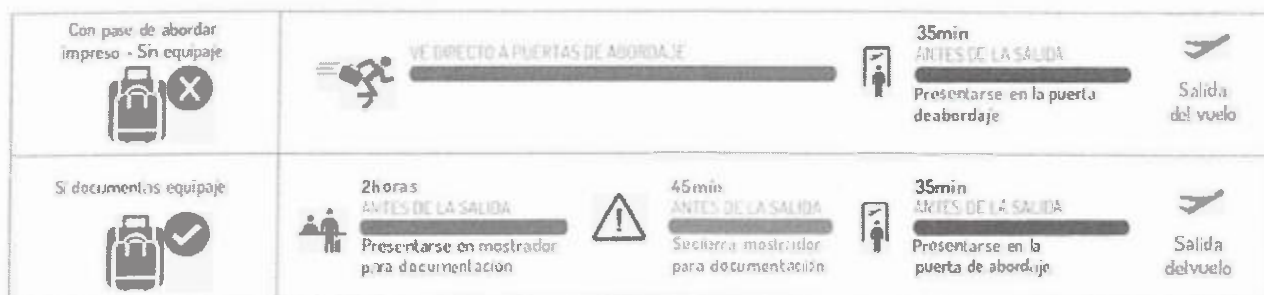 Con pase de abordar
impreso - Sin equipaje
VE DIRECTO A PUERTAS DE ABORDAJE
35min
ANTES DE LA SALIDA
Presentarse en la puerta
deabordaje
Salida
del vuelo
Si documentas equipaje
2horas
ANTES DE LA SALIDA
Presentarse en mostrador
para documentación
45min
ANTES DE LA SALIDA
Secierra mostrador
para documentación
35min
ANTES DE LA SALIDA
Presentarse en la
puerta de abordaje
Salida
delvuelo